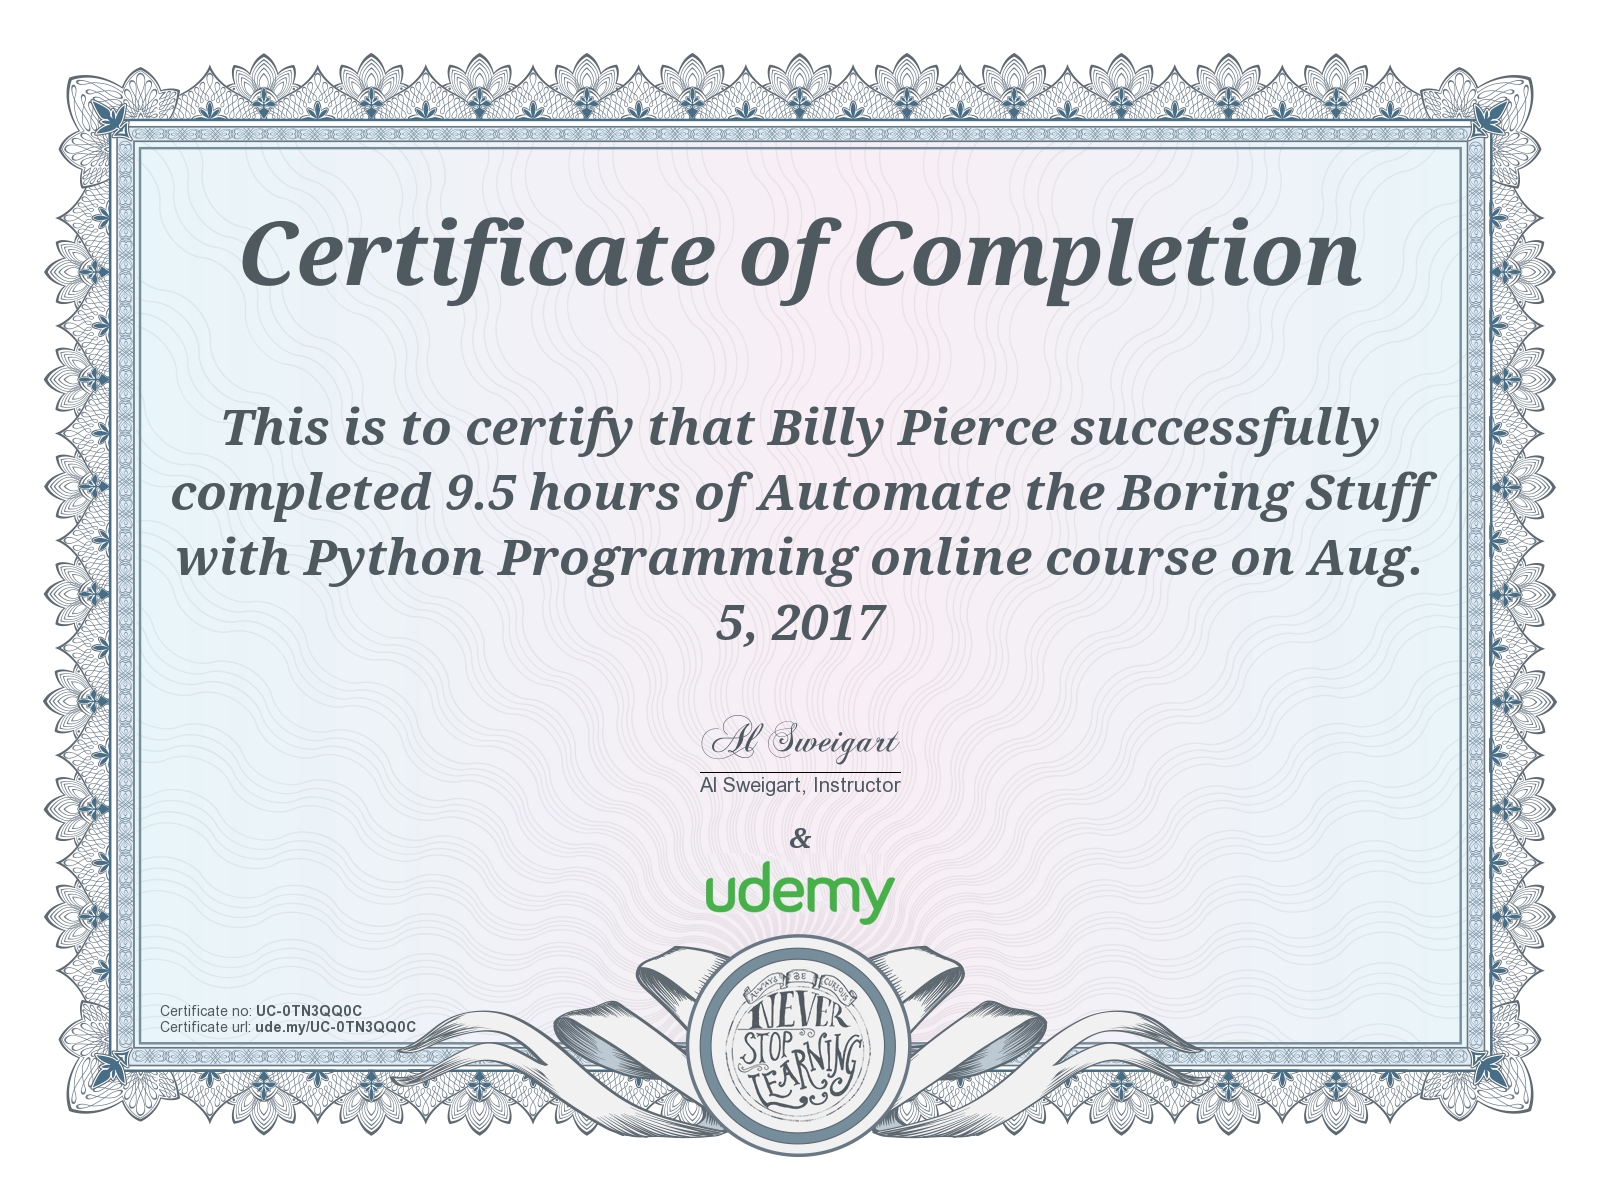 Certificate of Completion
This is to certify that Billy Pierce successfully
completed 9.5 hours of Automate the Boring Stuff
with Python Programming online course on Aug.
5, 2017
Al Sweigart
Al Sweigart, Instructor
&
udemy
Certificate no: UC-0TN3QQ0C
Certificate url: ude.my/UC-0TN3QQ0C
ALWAYS BE CURIOUS
NEVER
STOP
LEARNING